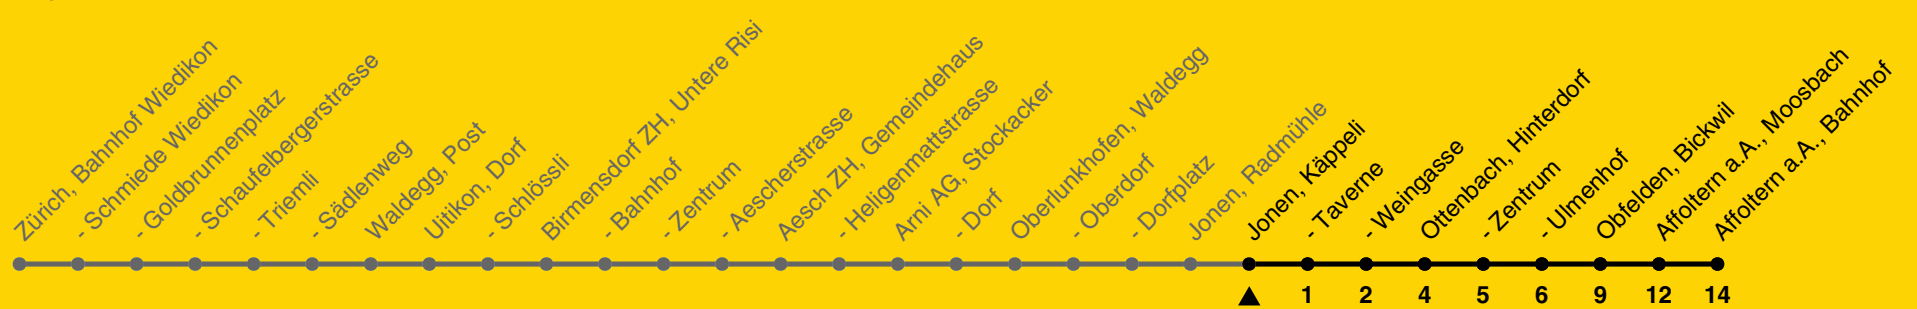 Zürich, Bahnhof Wiedikon
- Schmiede Wiedikon
- Goldbrunnenplatz
- Schaufelbergerstrasse
- Triemli
- Sädlenweg
Waldegg, Post
Uitikon, Dorf
- Schlössli
Birmensdorf ZH, Untere Risi
- Bahnhof
- Zentrum
- Aescherstrasse
Aesch ZH, Gemeindehaus
- Heligenmattstrasse
Arni AG, Stockacker
- Dorf
Oberlunkhofen, Waldegg
- Oberdorf
- Dorfplatz
Jonen, Radmühle
Jonen, Käppeli
- Taverne
- Weingasse
Ottenbach, Hinterdorf
- Zentrum
- Ulmenhof
Obfelden, Bickwil
Affoltern a.A., Moosbach
Affoltern a.A., Bahnhof
1 2 4 5 6 9 12 14